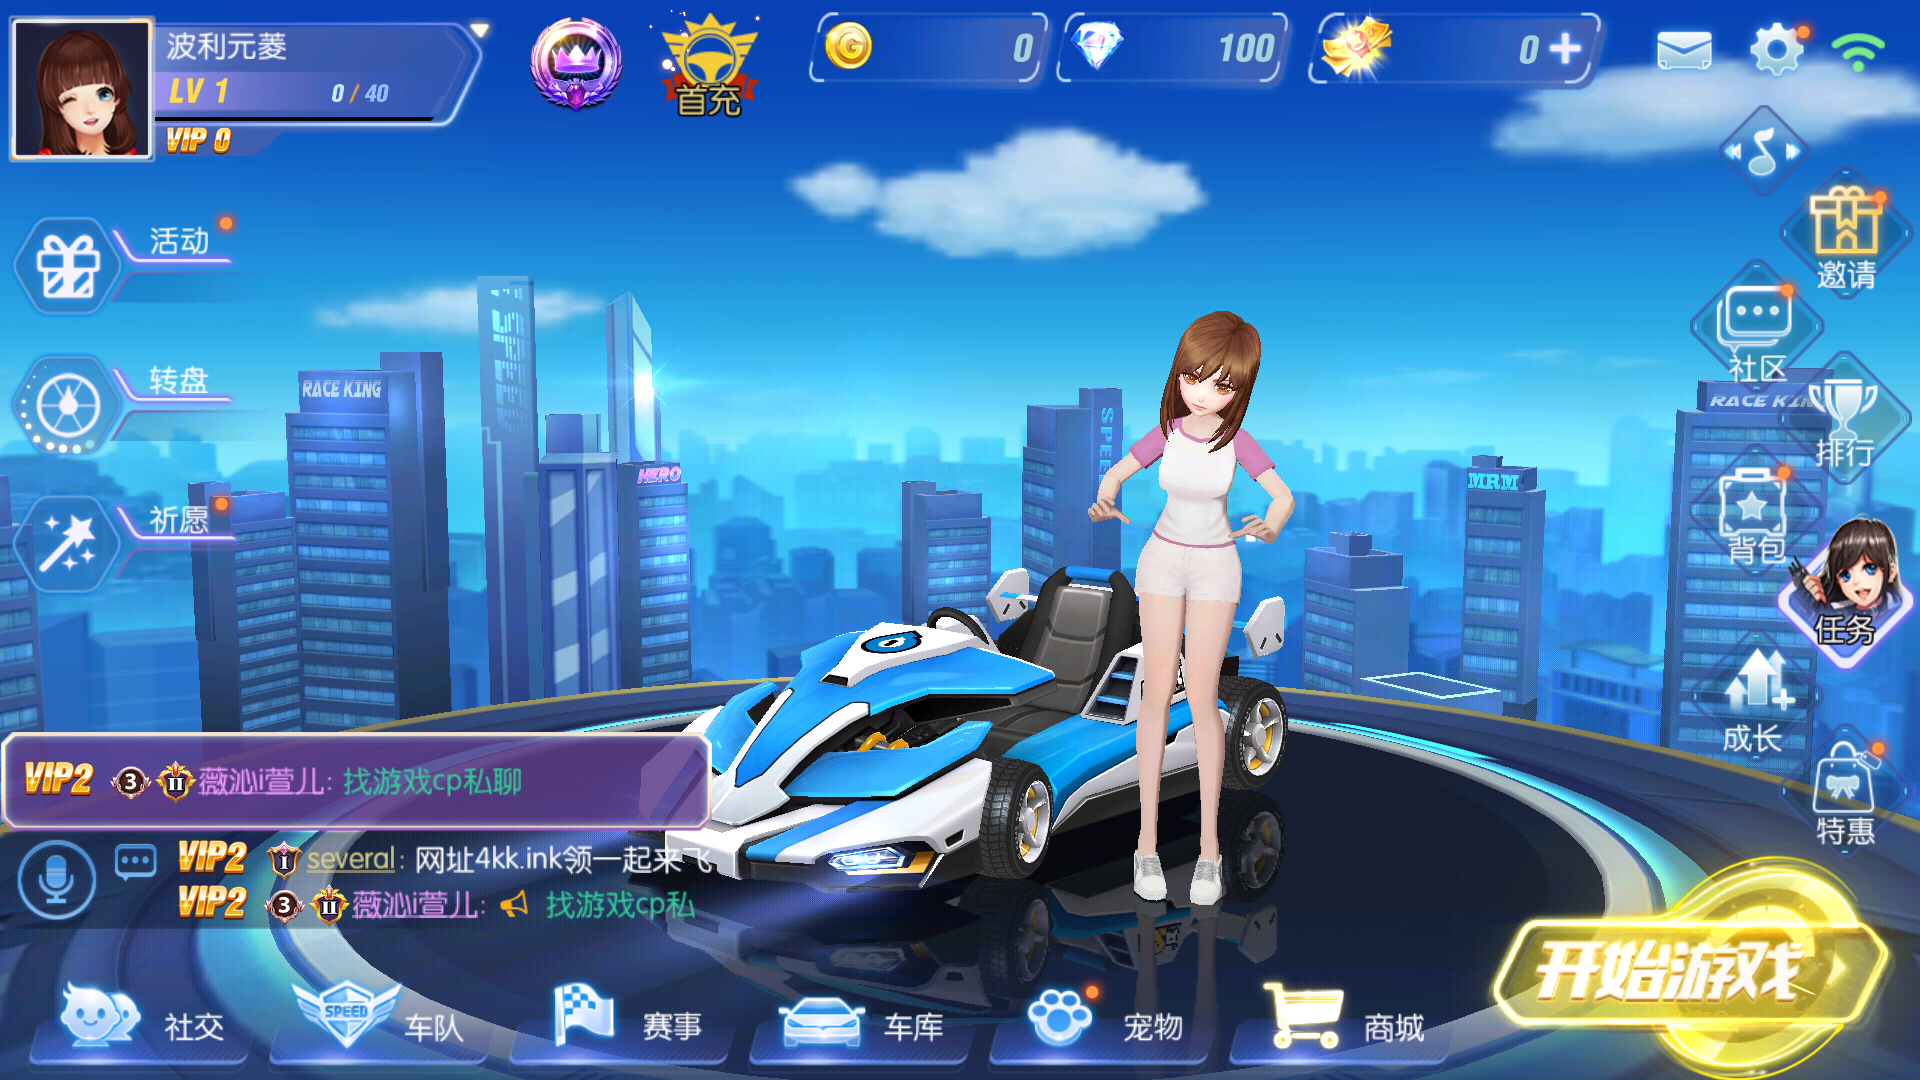 波利元菱
LV 1
0 / 40
VIP 0
首充
0
100
0
活动
转盘
祈愿
邀请
社区
排行
背包
任务
成长
特惠
RACE KING
HERO
SPEE
MRM
RACE KIN
VIP2 3 II 薇沁i萱儿: 找游戏cp私聊
VIP2 I several: 网址4kk.ink领一起来飞
VIP2 3 II 薇沁i萱儿: 找游戏cp私
开始游戏
社交
SPEED
车队
赛事
车库
宠物
商城